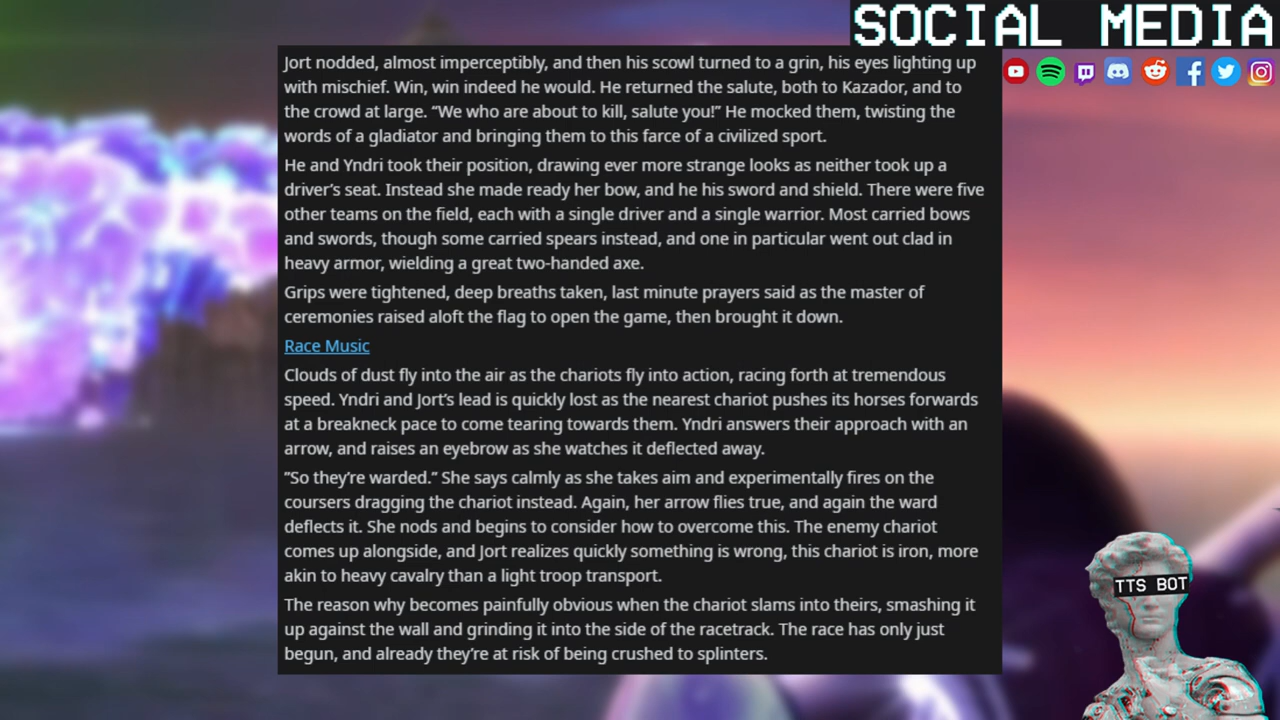 SOCIAL MEDIA
Jort nodded, almost imperceptibly, and then his scowl turned to a grin, his eyes lighting up
with mischief. Win, win indeed he would. He returned the salute, both to Kazador, and to
the crowd at large. “We who are about to kill, salute you!” He mocked them, twisting the
words of a gladiator and bringing them to this farce of a civilized sport.
He and Yndri took their position, drawing ever more strange looks as neither took up a
driver’s seat. Instead she made ready her bow, and he his sword and shield. There were five
other teams on the field, each with a single driver and a single warrior. Most carried bows
and swords, though some carried spears instead, and one in particular went out clad in
heavy armor, wielding a great two-handed axe.
Grips were tightened, deep breaths taken, last minute prayers said as the master of
ceremonies raised aloft the flag to open the game, then brought it down.
Race Music
Clouds of dust fly into the air as the chariots fly into action, racing forth at tremendous
speed. Yndri and Jort’s lead is quickly lost as the nearest chariot pushes its horses forwards
at a breakneck pace to come tearing towards them. Yndri answers their approach with an
arrow, and raises an eyebrow as she watches it deflected away.
”So they’re warded.” She says calmly as she takes aim and experimentally fires on the
coursers dragging the chariot instead. Again, her arrow flies true, and again the ward
deflects it. She nods and begins to consider how to overcome this. The enemy chariot
comes up alongside, and Jort realizes quickly something is wrong, this chariot is iron, more
akin to heavy cavalry than a light troop transport.
The reason why becomes painfully obvious when the chariot slams into theirs, smashing it
up against the wall and grinding it into the side of the racetrack. The race has only just
begun, and already they’re at risk of being crushed to splinters.
TTS BOT